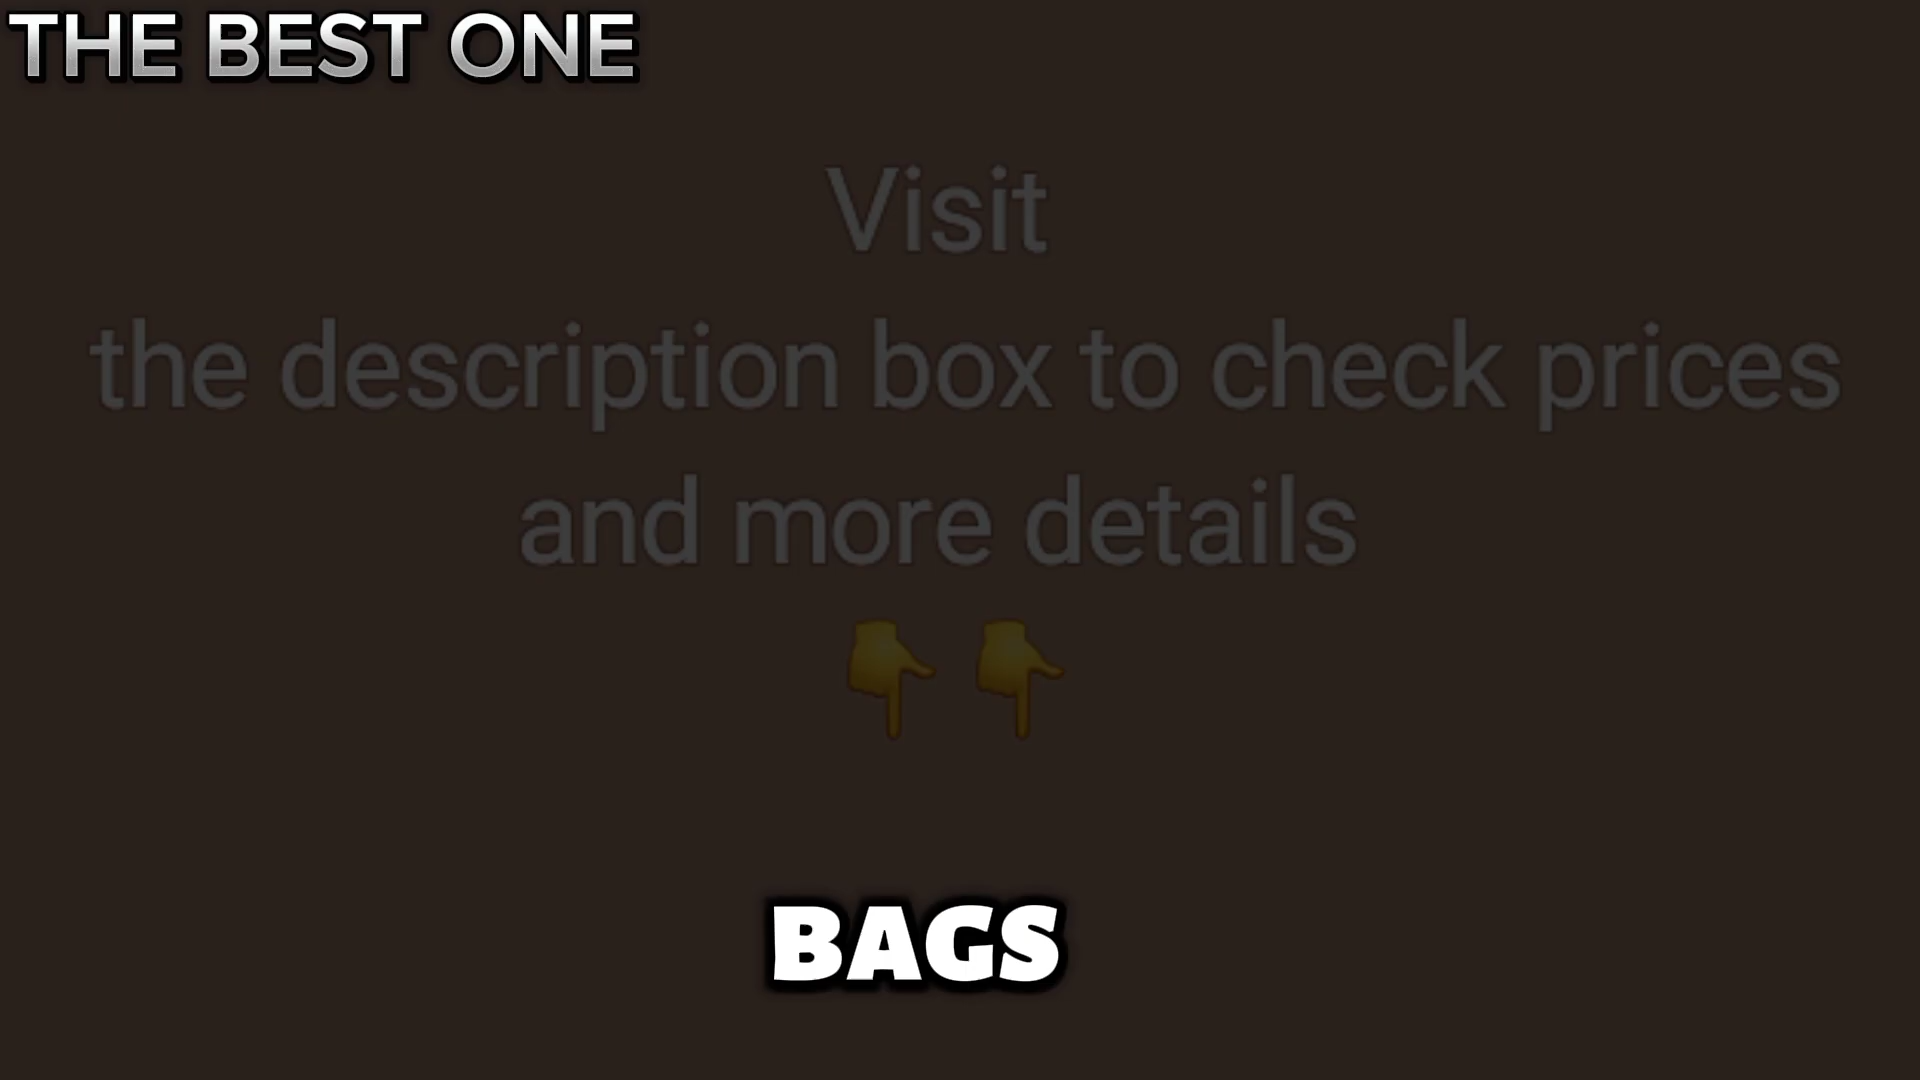 THE BEST ONE
Visit
the description box to check prices
and more details
👇👇
BAGS